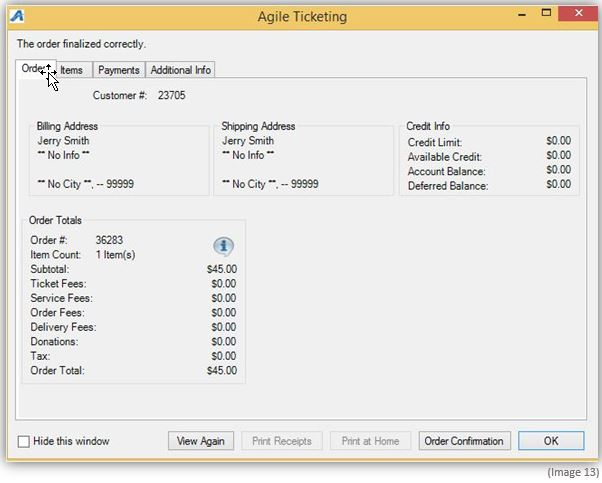 Agile Ticketing
The order finalized correctly.
Order Items Payments Additional Info
Customer #: 23705
Billing Address
Jerry Smith
** No Info **
** No City **, -- 99999
Shipping Address
Jerry Smith
** No Info **
** No City **, -- 99999
Credit Info
Credit Limit: $0.00
Available Credit: $0.00
Account Balance: $0.00
Deferred Balance: $0.00
Order Totals
Order #: 36283
Item Count: 1 Item(s)
Subtotal: $45.00
Ticket Fees: $0.00
Service Fees: $0.00
Order Fees: $0.00
Delivery Fees: $0.00
Donations: $0.00
Tax: $0.00
Order Total: $45.00
Hide this window View Again Print Receipts Print at Home Order Confirmation OK
(Image 13)